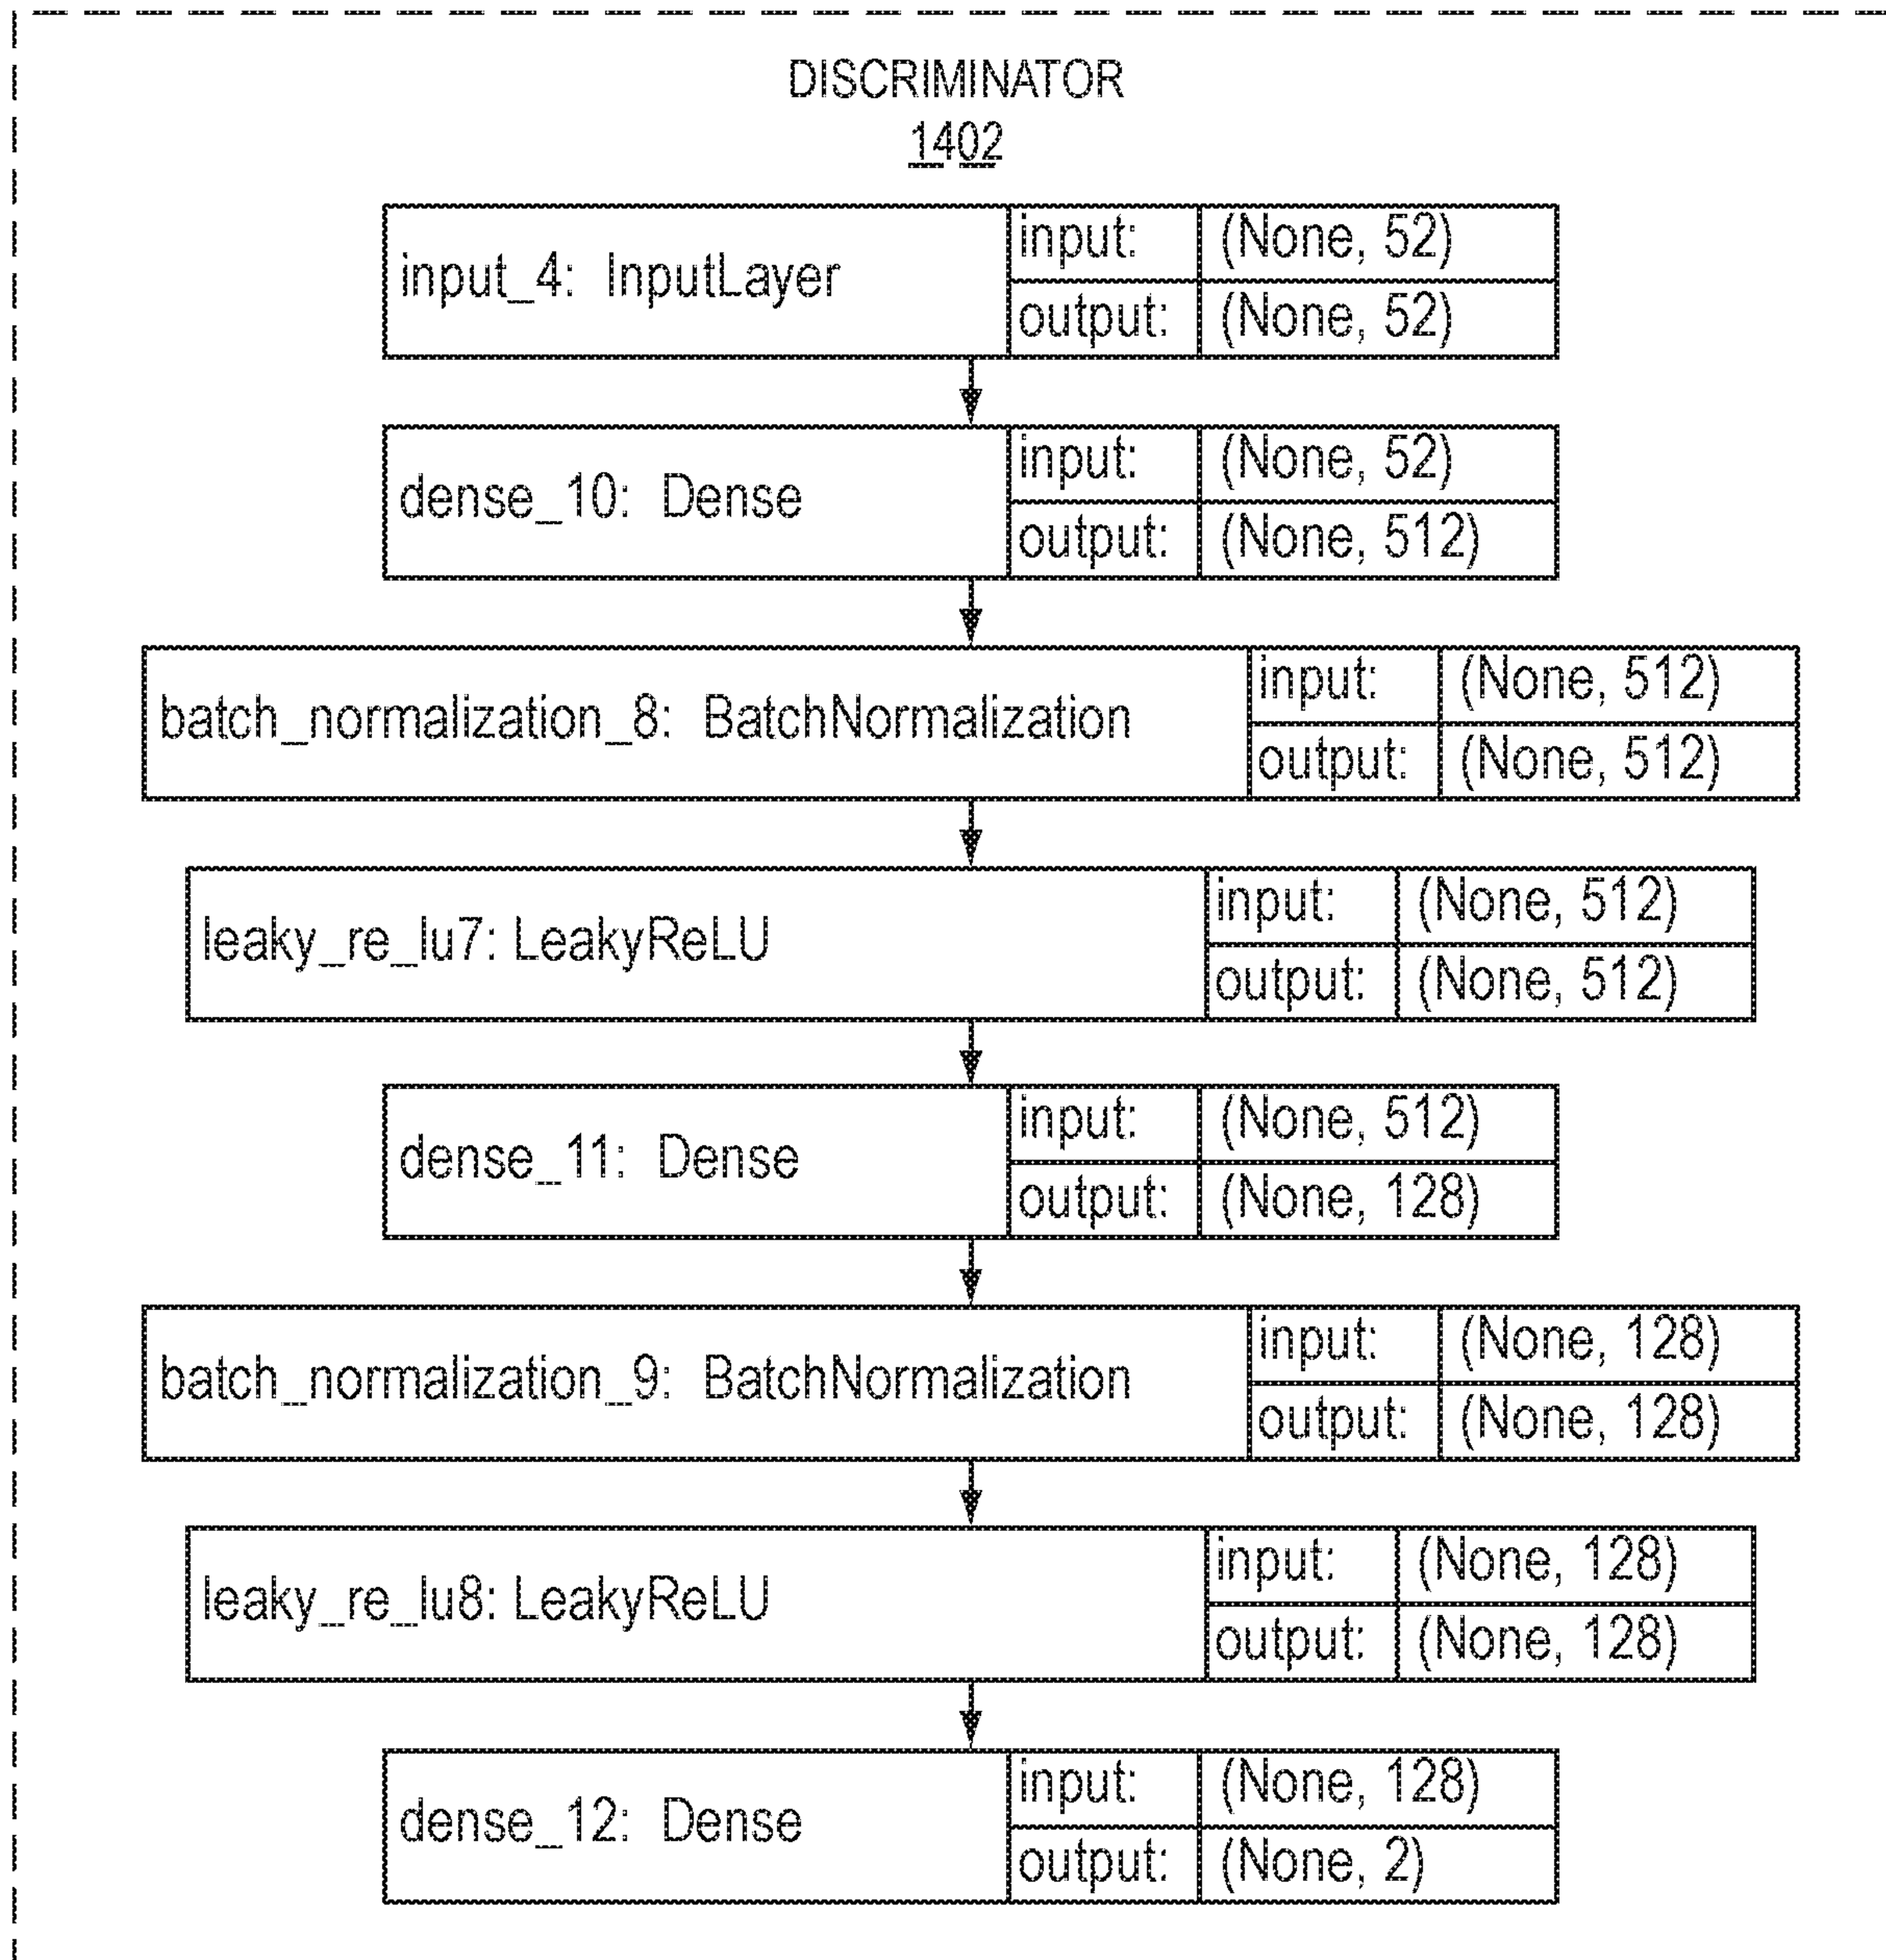 DISCRIMINATOR
1402
input_4: InputLayer
input: (None, 52)
output: (None, 52)
dense_10: Dense
input: (None, 52)
output: (None, 512)
batch_normalization_8: BatchNormalization
input: (None, 512)
output: (None, 512)
leaky_re_lu7: LeakyReLU
input: (None, 512)
output: (None, 512)
dense_11: Dense
input: (None, 512)
output: (None, 128)
batch_normalization_9: BatchNormalization
input: (None, 128)
output: (None, 128)
leaky_re_lu8: LeakyReLU
input: (None, 128)
output: (None, 128)
dense_12: Dense
input: (None, 128)
output: (None, 2)